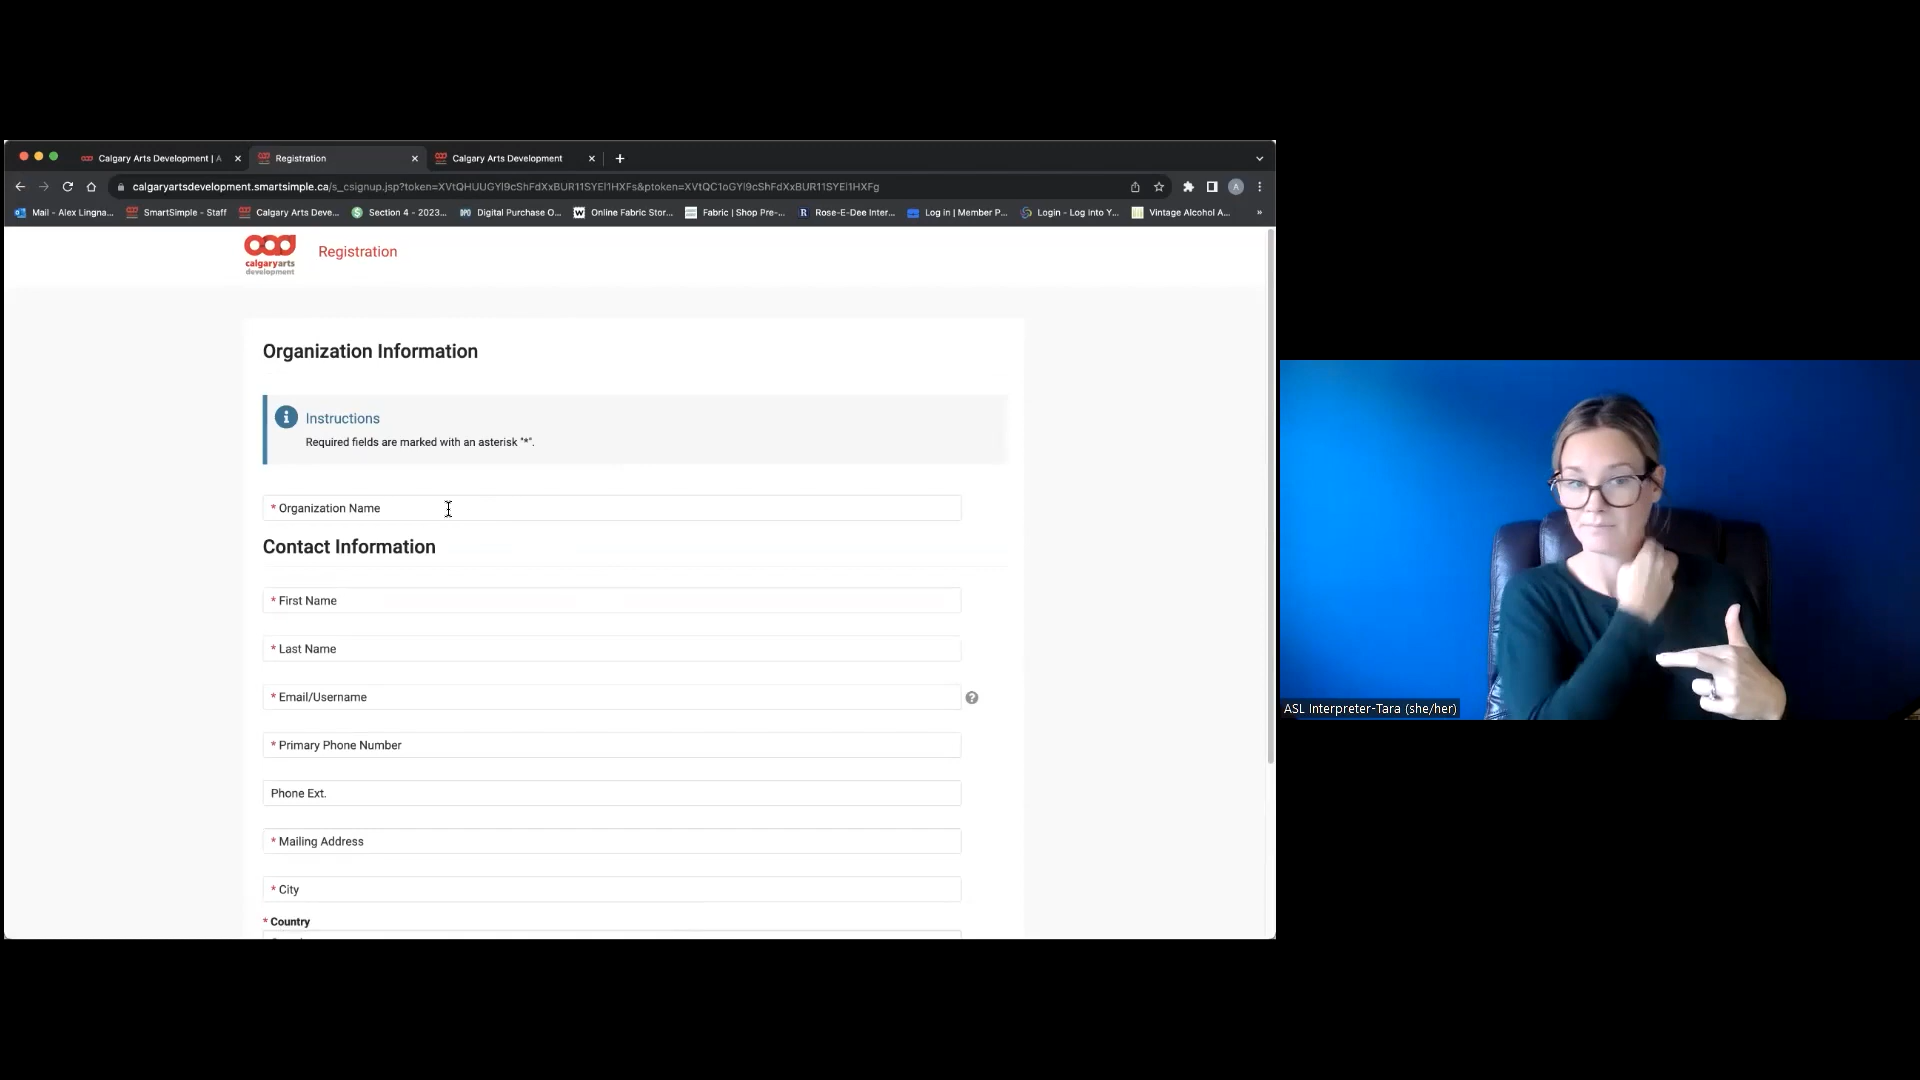 Calgary Arts Development | A
Registration
Calgary Arts Development
calgaryartsdevelopment.smartsimple.ca/s_csignup.jsp?token=XVtQHUUGYI9cShFdXxBUR11SYEI1HXFs&ptoken=XVtQC1oGYI9cShFdXxBUR11SYEI1HXFg
A
Mail - Alex Lingna...
SmartSimple - Staff
Calgary Arts Deve...
Section 4 - 2023...
Digital Purchase O...
Online Fabric Stor...
Fabric | Shop Pre-...
Rose-E-Dee Inter...
Log in | Member P...
Login - Log Into Y...
Vintage Alcohol A...
»
calgaryarts
development
Registration
Organization Information
Instructions
Required fields are marked with an asterisk "*".
* Organization Name
Contact Information
* First Name
* Last Name
* Email/Username
* Primary Phone Number
Phone Ext.
* Mailing Address
* City
* Country
ASL Interpreter-Tara (she/her)